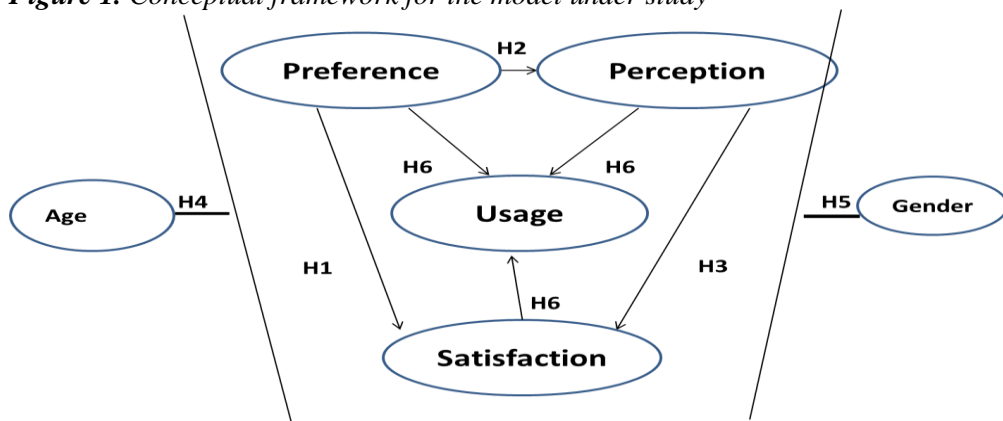 Figure 1. Conceptual framework for the model under study
H2
Preference
Perception
H6
H6
Age
H4
Usage
H5
Gender
H1
H3
H6
Satisfaction